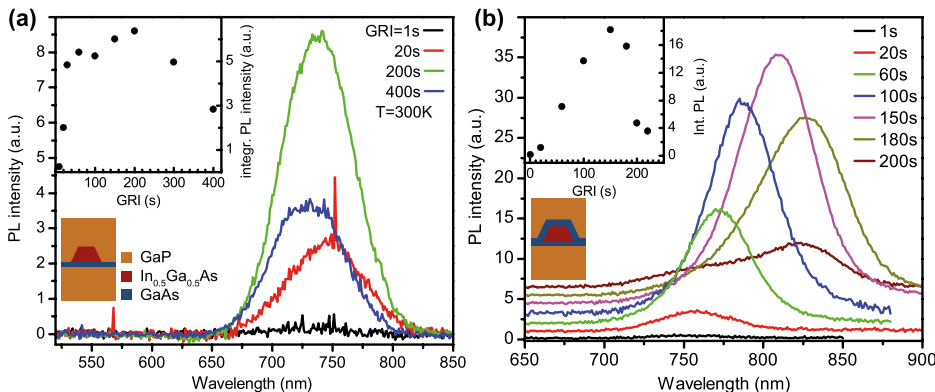 (a)
PL intensity (a.u.)
8
7
6
5
4
3
2
1
0
550 600 650 700 750 800 850
Wavelength (nm)
GRI=1s
20s
200s
400s
T=300K
integr. PL intensity (a.u.)
5
3
1
100 200 300 400
GRI (s)
GaP
In0.5Ga0.5As
GaAs
(b)
PL intensity (a.u.)
40
35
30
25
20
15
10
5
0
650 700 750 800 850 900
Wavelength (nm)
1s
20s
60s
100s
150s
180s
200s
Int. PL (a.u.)
16
12
8
4
0
0 100 200
GRI (s)